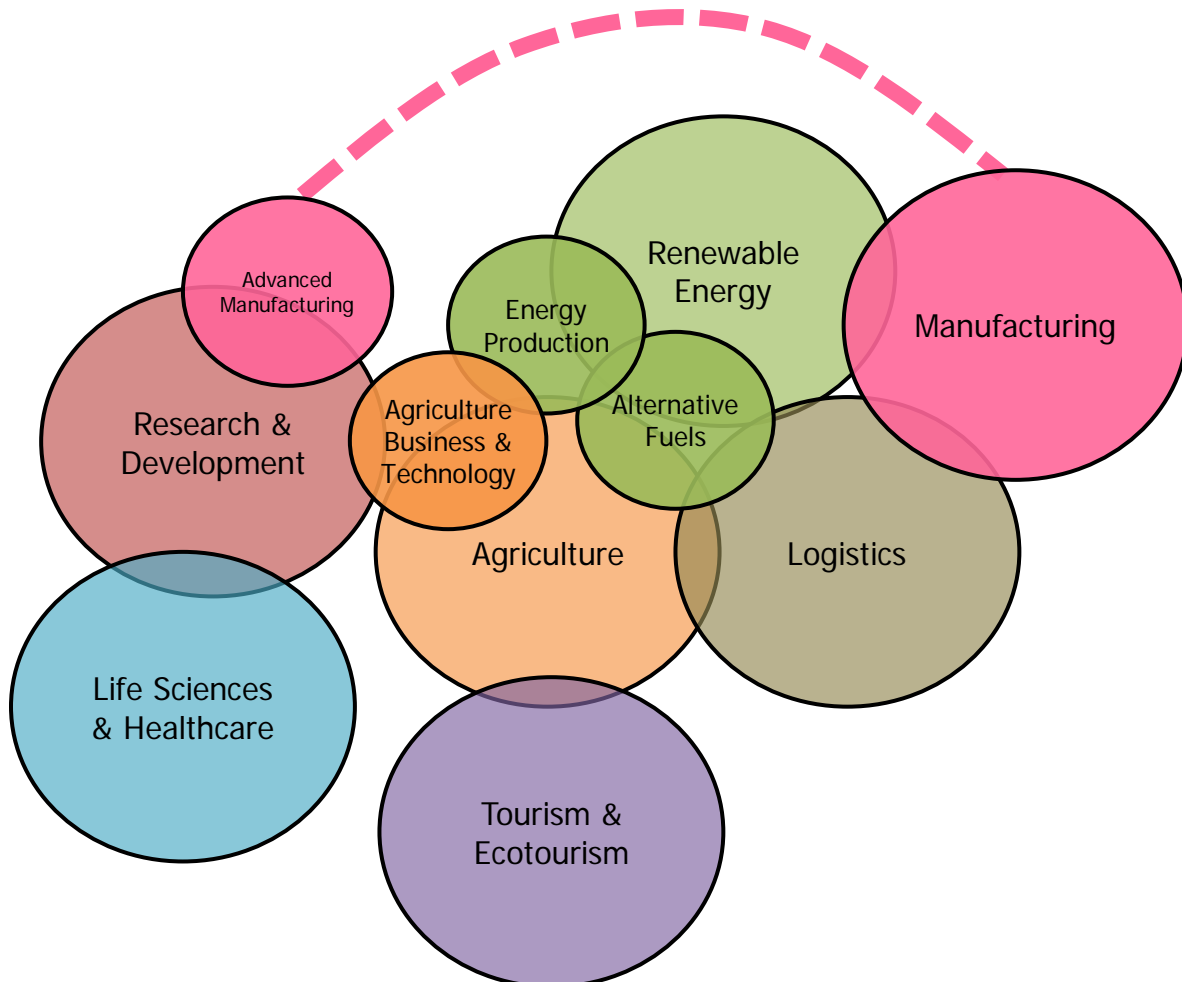 Renewable
Energy
Advanced
Manufacturing
Energy
Production
Manufacturing
Research &
Development
Agriculture
Business &
Technology
Alternative
Fuels
Agriculture
Logistics
Life Sciences
& Healthcare
Tourism &
Ecotourism